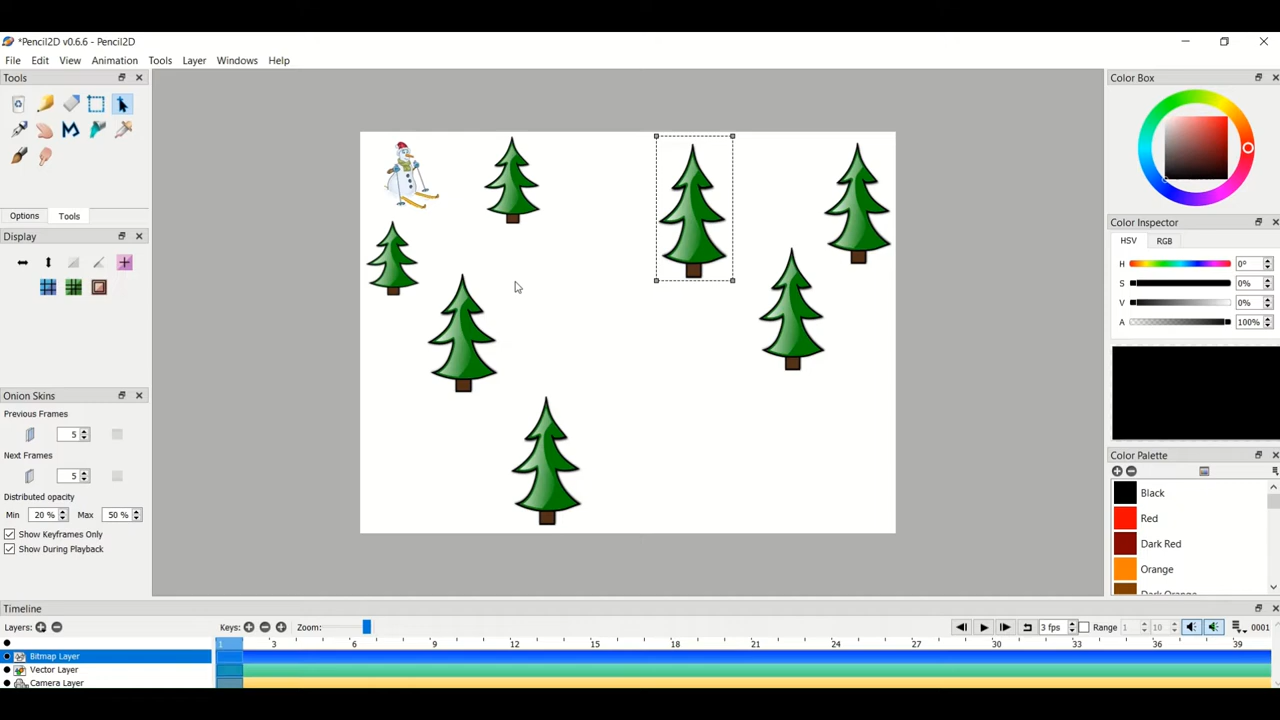 *Pencil2D v0.6.6 - Pencil2D
File Edit View Animation Tools Layer Windows Help
Tools
Options Tools
Display
Onion Skins
Previous Frames
5
Next Frames
5
Distributed opacity
Min 20 % Max 50 %
Show Keyframes Only
Show During Playback
Color Box
Color Inspector
HSV RGB
H 0°
S 0%
V 0%
A 100%
Color Palette
Black
Red
Dark Red
Orange
Dark Orange
Timeline
Layers: Keys: Zoom: 3 fps Range 1 10 0001
1 3 6 9 12 15 18 21 24 27 30 33 36 39
Bitmap Layer
Vector Layer
Camera Layer